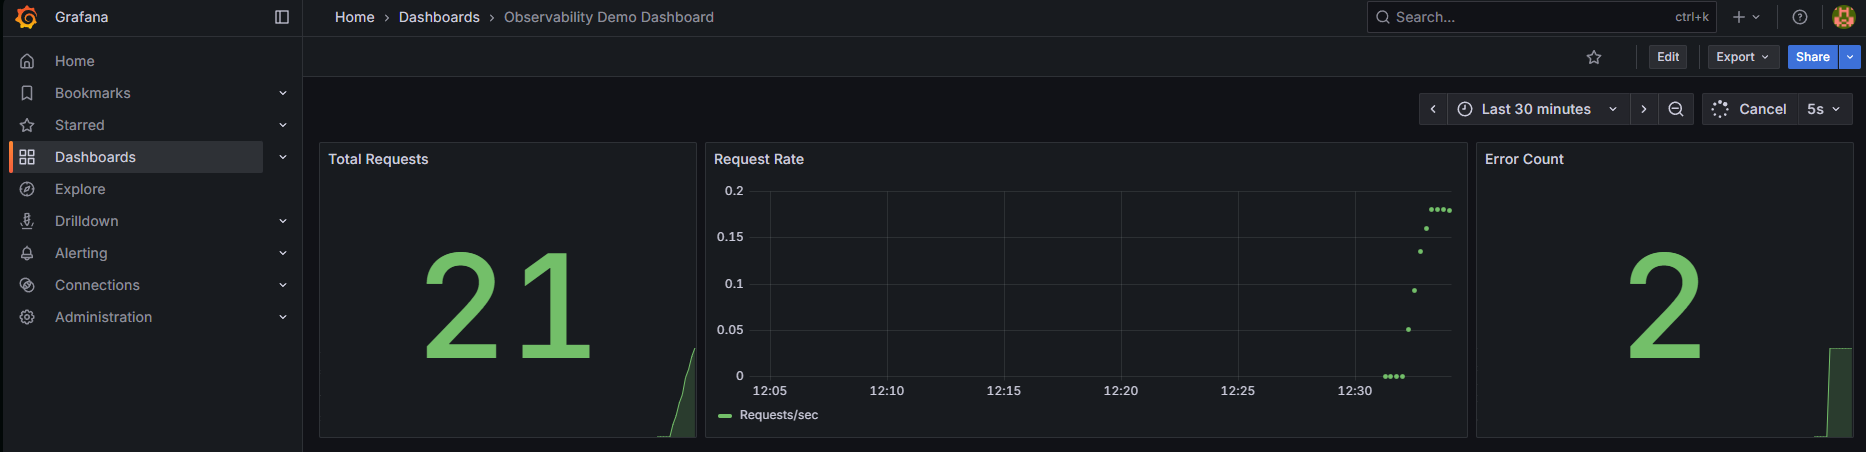 Grafana
Home › Dashboards › Observability Demo Dashboard
Search...
ctrl+k
Home
Bookmarks
Starred
Dashboards
Explore
Drilldown
Alerting
Connections
Administration
Edit
Export
Share
Last 30 minutes
Cancel
5s
Total Requests
21
Request Rate
0.2
0.15
0.1
0.05
0
12:05 12:10 12:15 12:20 12:25 12:30
Requests/sec
Error Count
2